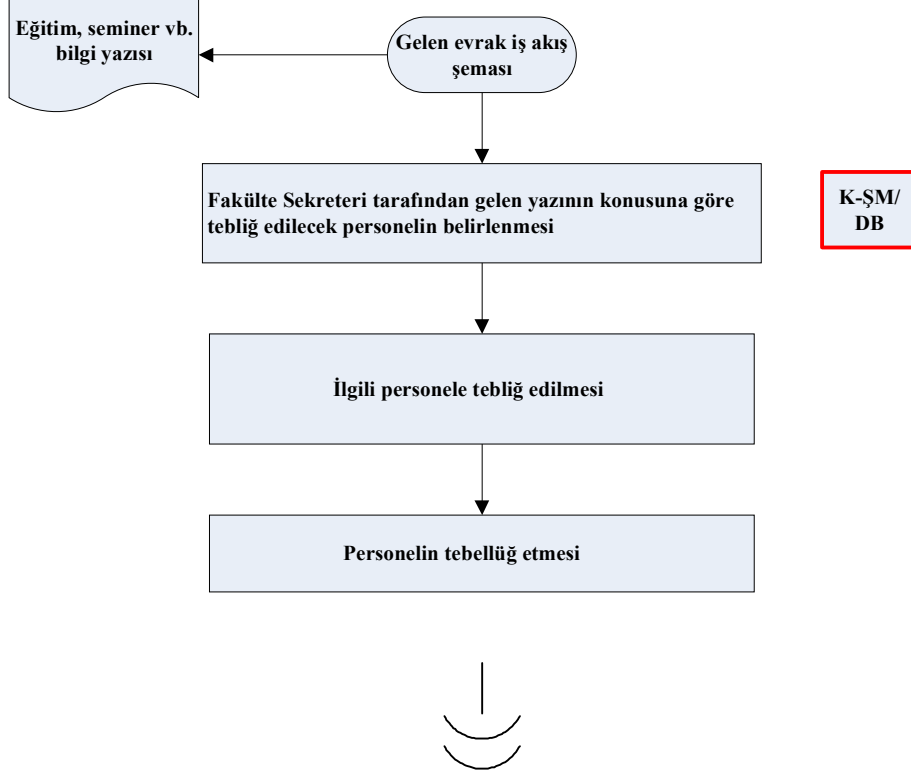 Eğitim, seminer vb.
bilgi yazısı
Gelen evrak iş akış
şeması
Fakülte Sekreteri tarafından gelen yazının konusuna göre
tebliğ edilecek personelin belirlenmesi
K-ŞM/
DB
İlgili personele tebliğ edilmesi
Personelin tebellüğ etmesi